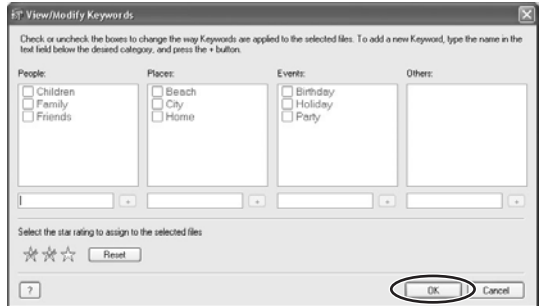 View/Modify Keywords
Check or uncheck the boxes to change the way Keywords are applied to the selected files. To add a new Keyword, type the name in the
text field below the desired category, and press the + button.
People: Places: Events: Others:
Children Beach Birthday
Family City Holiday
Friends Home Party
+ + + +
Select the star rating to assign to the selected files
Reset
? OK Cancel